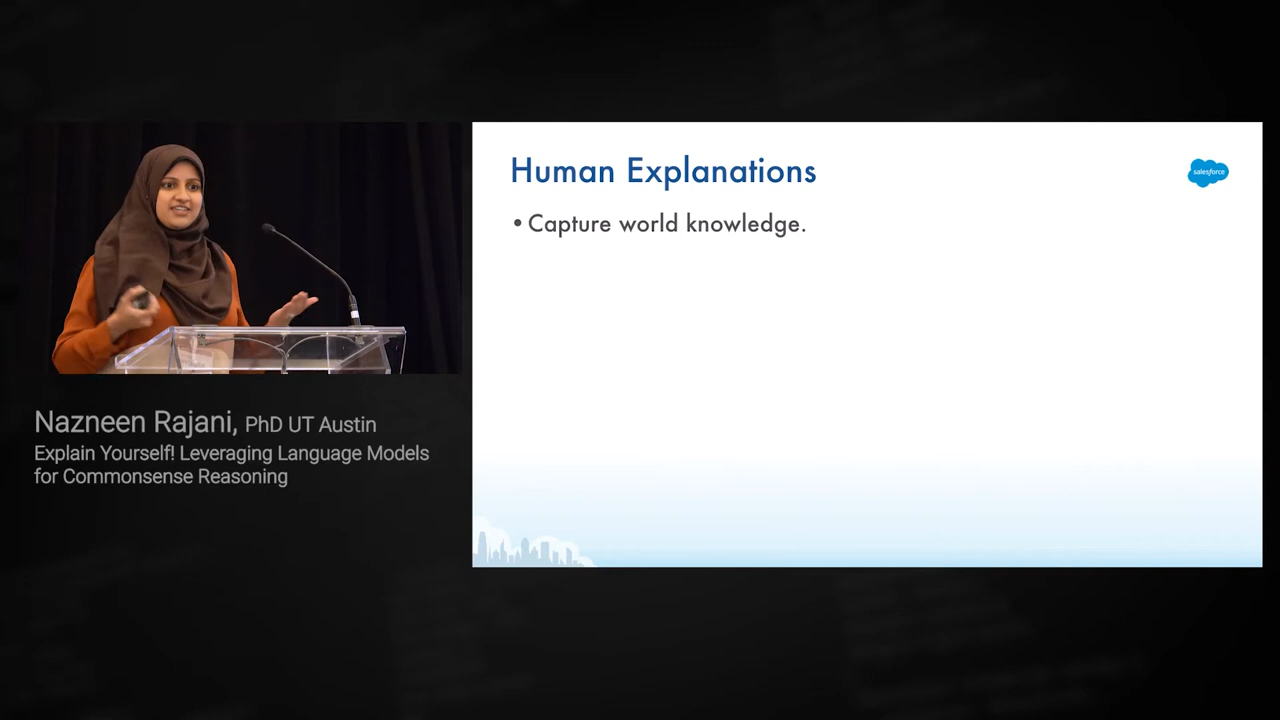 Human Explanations
salesforce
• Capture world knowledge.
Nazneen Rajani, PhD UT Austin
Explain Yourself! Leveraging Language Models
for Commonsense Reasoning